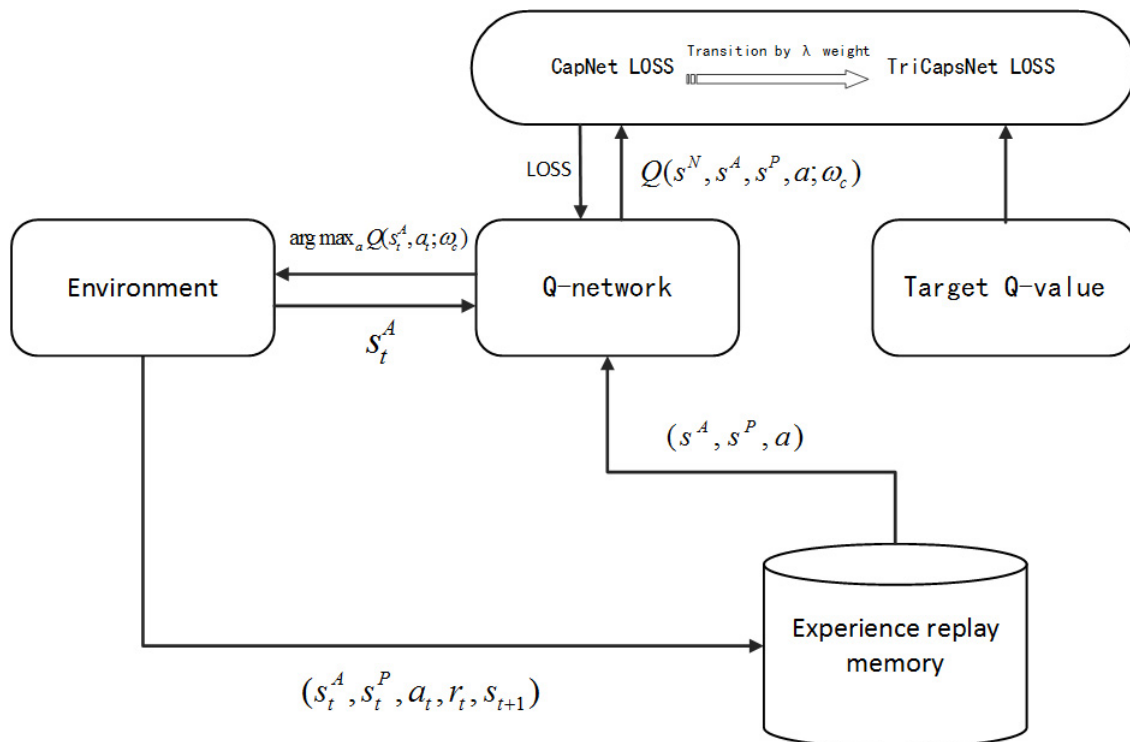 Transition by λ weight
CapNet LOSS
TriCapsNet LOSS
LOSS
Q(s^N, s^A, s^P, a; ω_c)
arg max_a Q(s_t^A, a_t; ω_c)
Environment
Q-network
Target Q-value
s_t^A
(s^A, s^P, a)
Experience replay
memory
(s_t^A, s_t^P, a_t, r_t, s_{t+1})